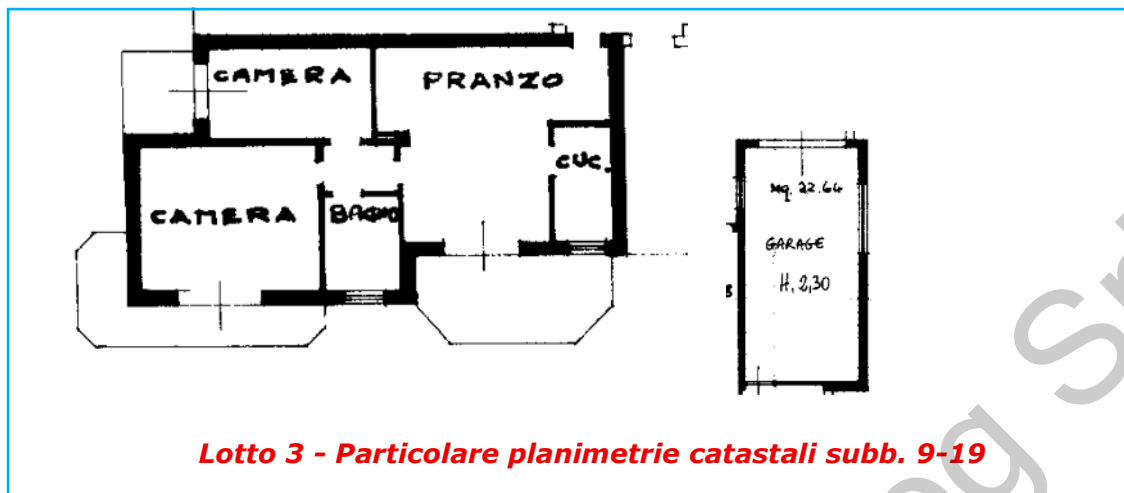 CAMERA
PRANZO
CUC.
CAMERA
BAGNO
mq. 22.64
GARAGE
H. 2,30
Lotto 3 - Particolare planimetrie catastali subb. 9-19